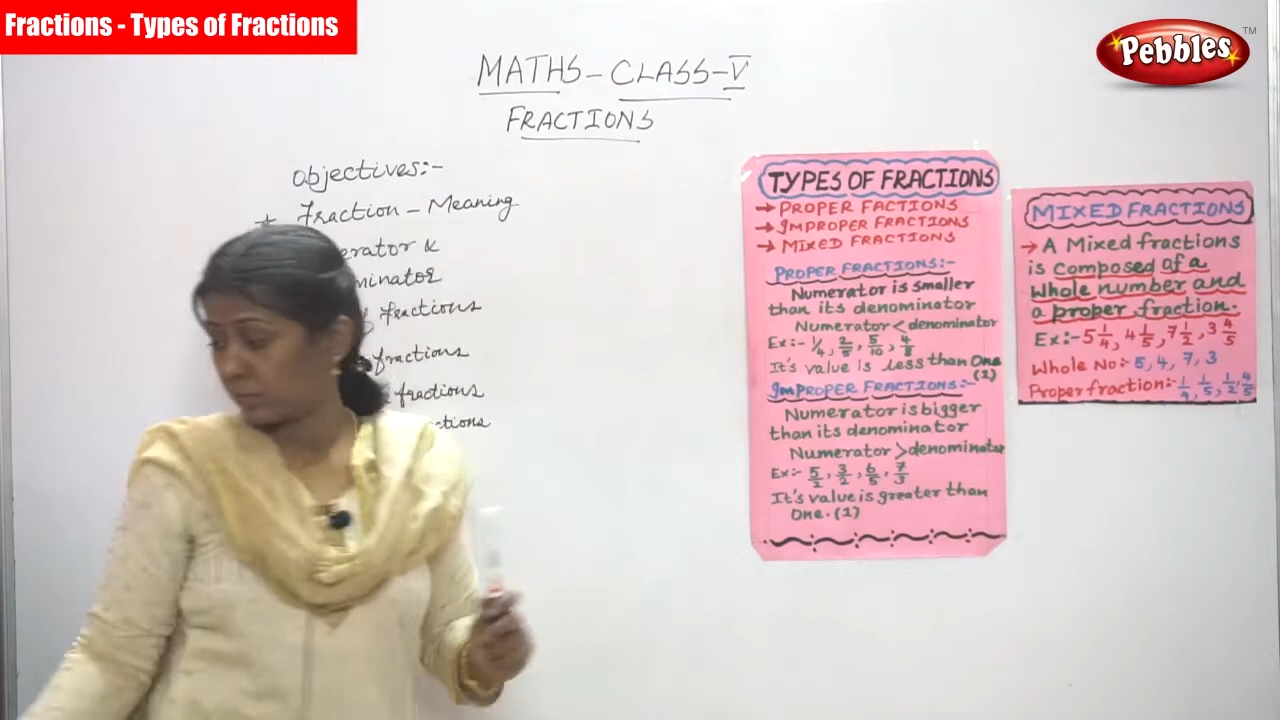 Fractions - Types of Fractions
Pebbles TM
MATHS - CLASS - V
FRACTIONS
Objectives:-
* Fraction - Meaning
erator &
minator
fractions
fractions
fractions
ctions
TYPES OF FRACTIONS
→ PROPER FACTIONS
→ IMPROPER FRACTIONS
→ MIXED FRACTIONS
PROPER FRACTIONS:-
Numerator is smaller
than its denominator
Numerator < denominator
Ex:- 1/4, 2/5, 5/10, 4/8
It's value is less than One
(1)
IMPROPER FRACTIONS:-
Numerator is bigger
than its denominator
Numerator > denominator
Ex:- 5/2, 3/2, 6/5, 7/3
It's value is greater than
One. (1)
MIXED FRACTIONS
→ A Mixed fractions
is composed of a
whole number and
a proper fraction.
Ex:- 5 1/4, 4 1/5, 7 1/2, 3 4/5
Whole No:- 5, 4, 7, 3
Proper fraction:- 1/4, 1/5, 1/2, 4/5